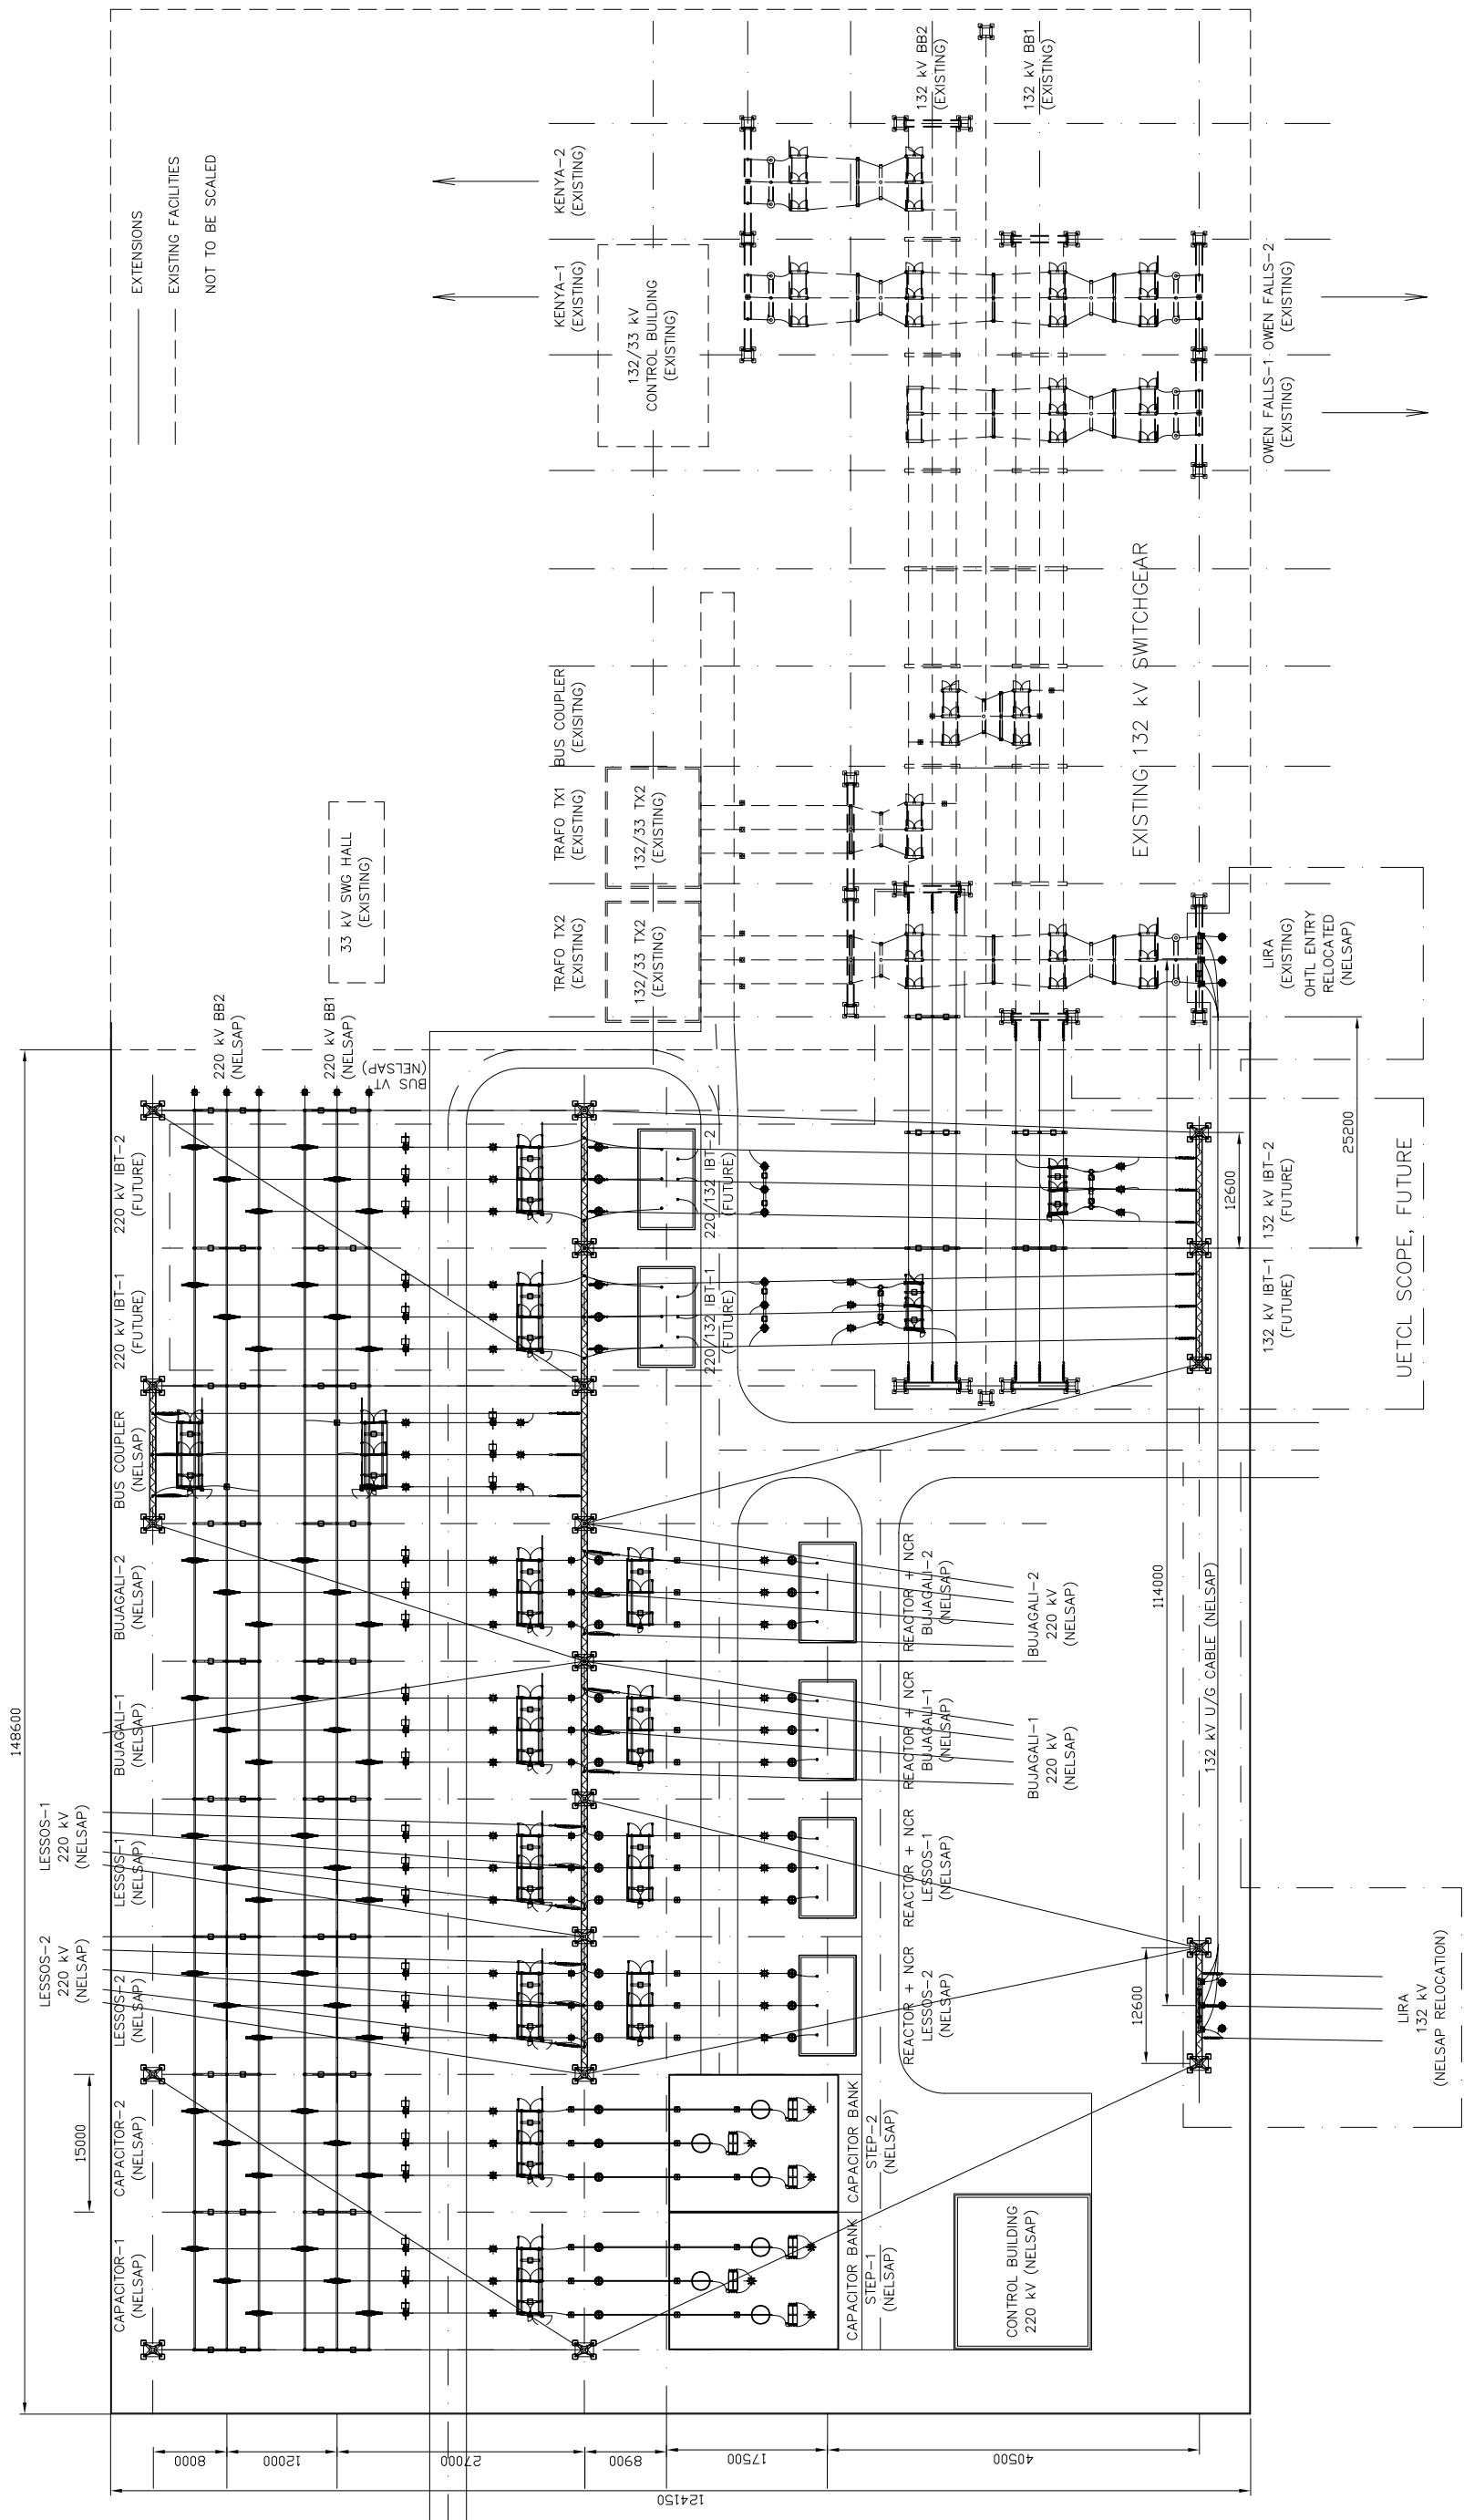 EXTENSIONS
EXISTING FACILITIES
NOT TO BE SCALED
148600
LESSOS-2
220 kV
(NELSAP)
LESSOS-1
220 kV
(NELSAP)
CAPACITOR-1
(NELSAP)
CAPACITOR-2
(NELSAP)
LESSOS-2
(NELSAP)
LESSOS-1
(NELSAP)
BUJAGALI-1
(NELSAP)
BUJAGALI-2
(NELSAP)
BUS COUPLER
(NELSAP)
220 kV IBT-1
(FUTURE)
220 kV IBT-2
(FUTURE)
15000
220 kV BB2
(NELSAP)
220 kV BB1
(NELSAP)
BUS VT
(NELSAP)
33 kV SWG HALL
(EXISTING)
TRAFO TX2
(EXISTING)
TRAFO TX1
(EXISTING)
BUS COUPLER
(EXISITNG)
KENYA-1
(EXISTING)
KENYA-2
(EXISTING)
132/33 TX2
(EXISTING)
132/33 TX2
(EXISTING)
132/33 kV
CONTROL BUILDING
(EXISTING)
132 kV BB2
(EXISTING)
132 kV BB1
(EXISTING)
8000
12000
27000
8900
17500
40500
124150
220/132 IBT-1
(FUTURE)
220/132 IBT-2
(FUTURE)
CAPACITOR BANK
STEP-1
(NELSAP)
CAPACITOR BANK
STEP-2
(NELSAP)
REACTOR + NCR
LESSOS-2
(NELSAP)
REACTOR + NCR
LESSOS-1
(NELSAP)
REACTOR + NCR
BUJAGALI-1
(NELSAP)
REACTOR + NCR
BUJAGALI-2
(NELSAP)
CONTROL BUILDING
220 kV (NELSAP)
BUJAGALI-1
220 kV
(NELSAP)
BUJAGALI-2
220 kV
(NELSAP)
EXISTING 132 kV SWITCHGEAR
12600
114000
132 kV U/G CABLE (NELSAP)
12600
25200
132 kV IBT-1
(FUTURE)
132 kV IBT-2
(FUTURE)
LIRA
(EXISTING)
OHTL ENTRY
RELOCATED
(NELSAP)
OWEN FALLS-1
(EXISTING)
OWEN FALLS-2
(EXISTING)
UETCL SCOPE, FUTURE
LIRA
132 kV
(NELSAP RELOCATION)